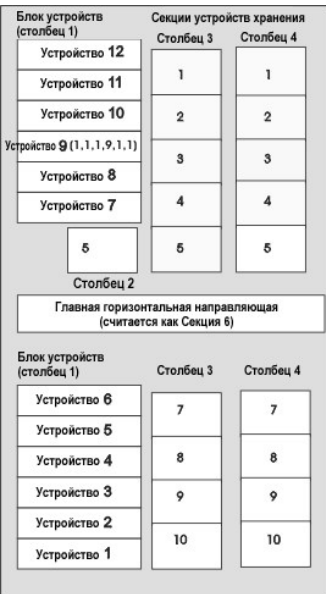 Блок устройств
(столбец 1)
Секции устройств хранения
Столбец 3
Столбец 4
Устройство 12
Устройство 11
Устройство 10
Устройство 9(1,1,1,9,1,1)
Устройство 8
Устройство 7
1
2
3
4
5
1
2
3
4
5
5
Столбец 2
Главная горизонтальная направляющая
(считается как Секция 6)
Блок устройств
(столбец 1)
Столбец 3
Столбец 4
Устройство 6
Устройство 5
Устройство 4
Устройство 3
Устройство 2
Устройство 1
7
8
9
10
7
8
9
10